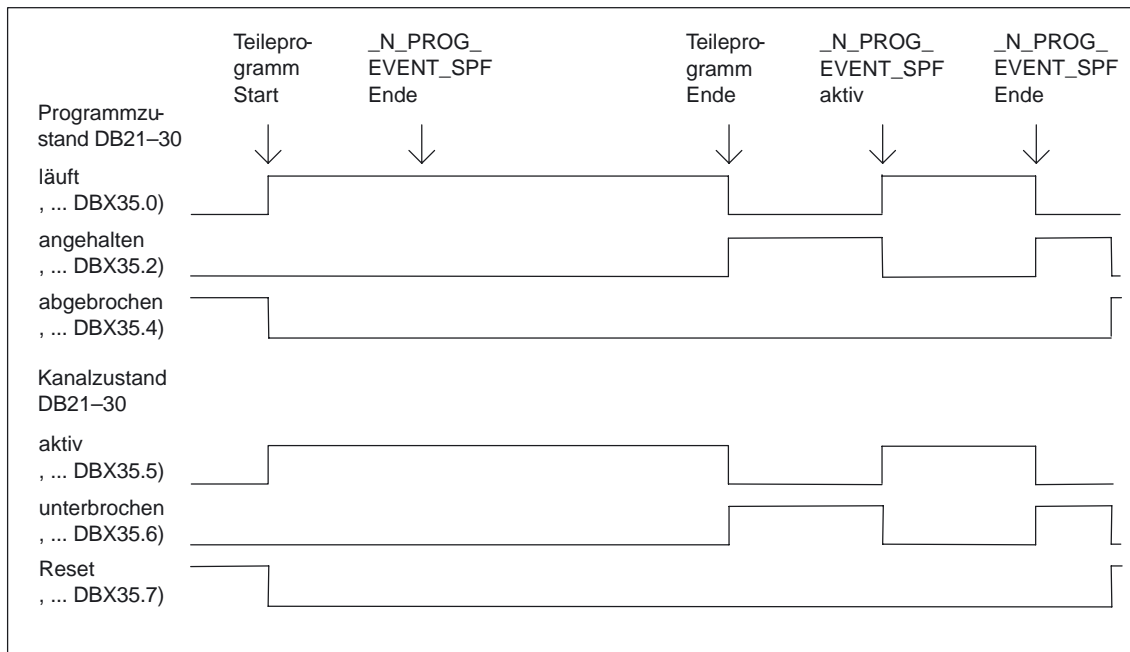 Teilepro-
gramm
Start
_N_PROG_
EVENT_SPF
Ende
Teilepro-
gramm
Ende
_N_PROG_
EVENT_SPF
aktiv
_N_PROG_
EVENT_SPF
Ende
Programmzu-
stand DB21–30
läuft
, ... DBX35.0)
angehalten
, ... DBX35.2)
abgebrochen
, ... DBX35.4)
Kanalzustand
DB21–30
aktiv
, ... DBX35.5)
unterbrochen
, ... DBX35.6)
Reset
, ... DBX35.7)